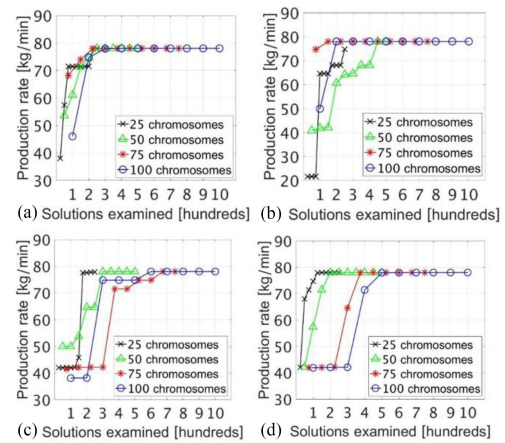 90
80
70
60
50
40
30
Production rate [kg/min]
25 chromosomes
50 chromosomes
75 chromosomes
100 chromosomes
1 2 3 4 5 6 7 8 9 10
(a) Solutions examined [hundreds]
90
80
70
60
50
40
30
20
Production rate [kg/min]
25 chromosomes
50 chromosomes
75 chromosomes
100 chromosomes
1 2 3 4 5 6 7 8 9 10
(b) Solutions examined [hundreds]
90
80
70
60
50
40
30
Production rate [kg/min]
25 chromosomes
50 chromosomes
75 chromosomes
100 chromosomes
1 2 3 4 5 6 7 8 9 10
(c) Solutions examined [hundreds]
90
80
70
60
50
40
30
Production rate [kg/min]
25 chromosomes
50 chromosomes
75 chromosomes
100 chromosomes
1 2 3 4 5 6 7 8 9 10
(d) Solutions examined [hundreds]